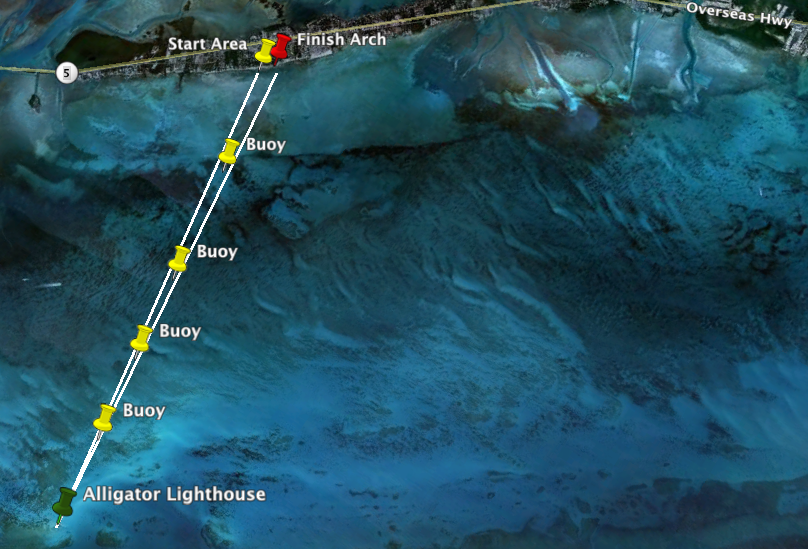 Overseas Hwy
Start Area
Finish Arch
5
Buoy
Buoy
Buoy
Buoy
Alligator Lighthouse